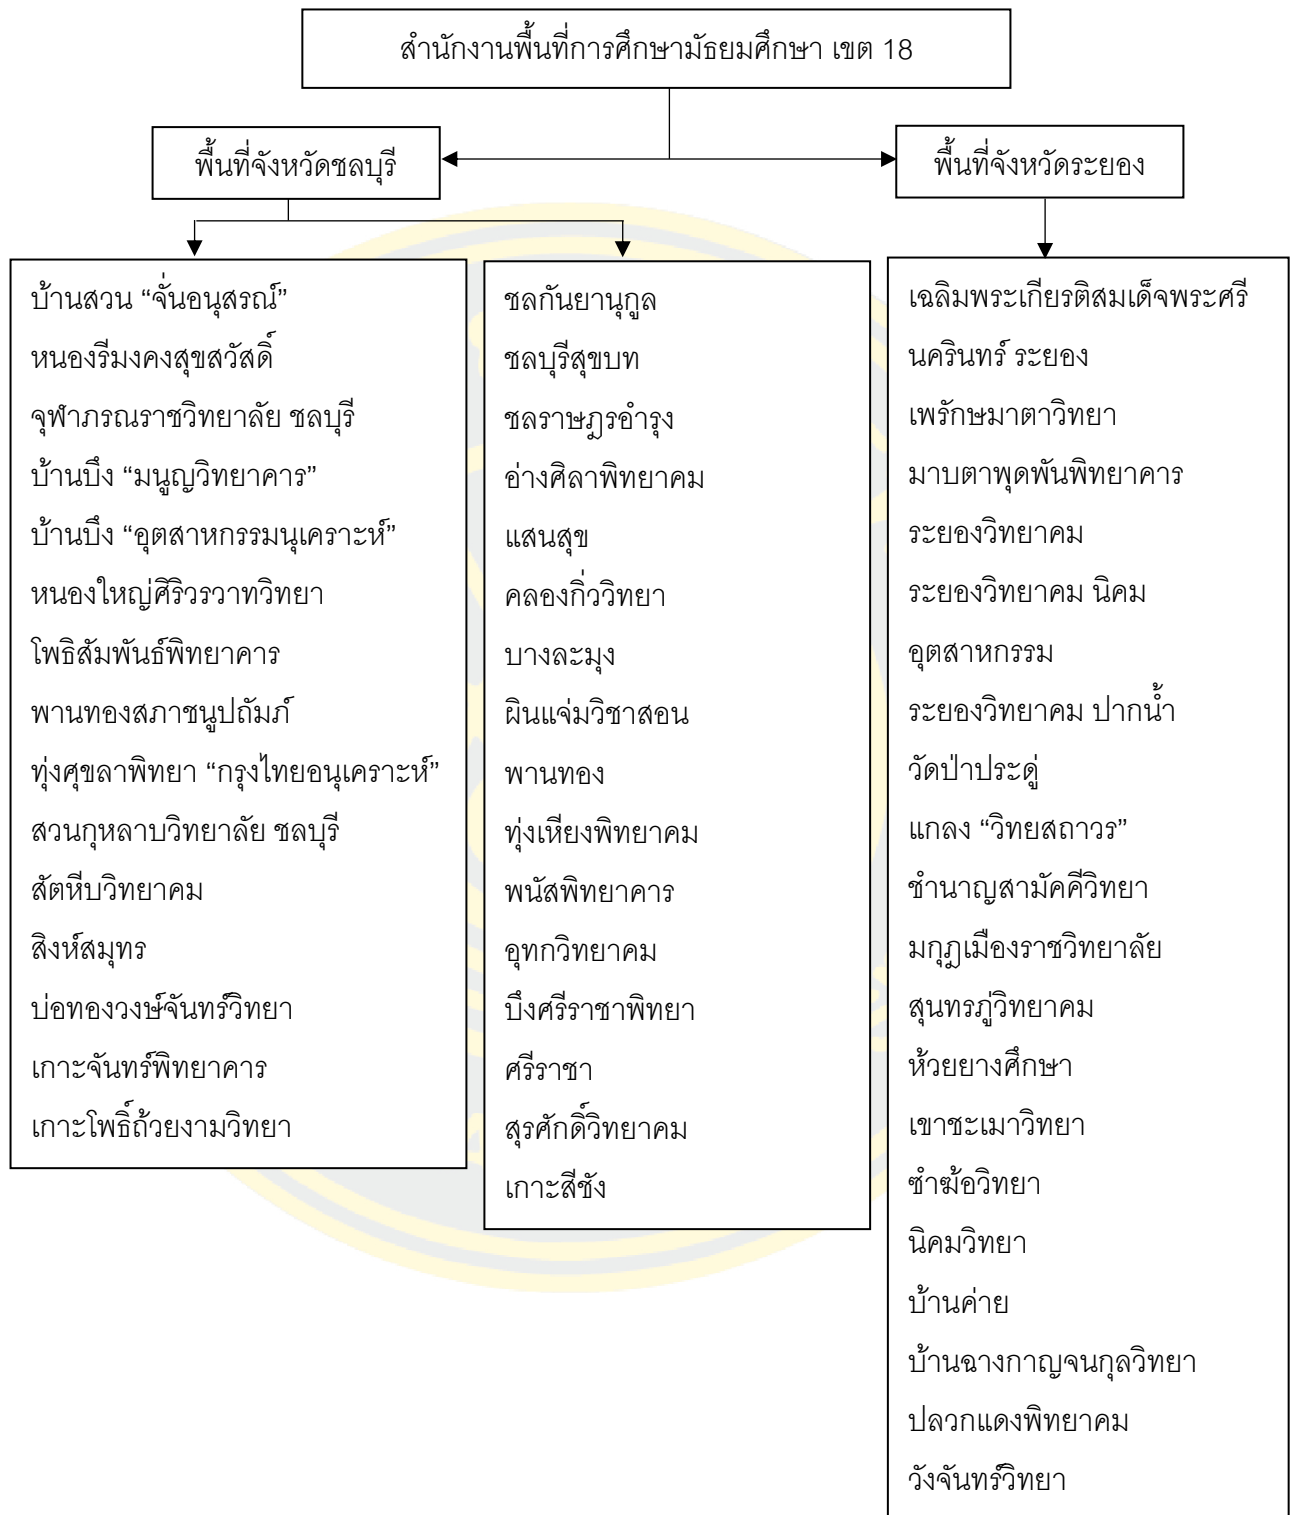 สำนักงานพื้นที่การศึกษามัธยมศึกษา เขต 18
พื้นที่จังหวัดชลบุรี
พื้นที่จังหวัดระยอง
บ้านสวน “จั่นอนุสรณ์”
หนองรีมงคงสุขสวัสดิ์
จุฬาภรณราชวิทยาลัย ชลบุรี
บ้านบึง “มนูญวิทยาคาร”
บ้านบึง “อุตสาหกรรมนุเคราะห์”
หนองใหญ่ศิริวรวาทวิทยา
โพธิสัมพันธ์พิทยาคาร
พานทองสภาชนูปถัมภ์
ทุ่งศุขลาพิทยา “กรุงไทยอนุเคราะห์”
สวนกุหลาบวิทยาลัย ชลบุรี
สัตหีบวิทยาคม
สิงห์สมุทร
บ่อทองวงษ์จันทร์วิทยา
เกาะจันทร์พิทยาคาร
เกาะโพธิ์ถ้วยงามวิทยา
ชลกันยานุกูล
ชลบุรีสุขบท
ชลราษฎรอำรุง
อ่างศิลาพิทยาคม
แสนสุข
คลองกิ่ววิทยา
บางละมุง
ผินแจ่มวิชาสอน
พานทอง
ทุ่งเหียงพิทยาคม
พนัสพิทยาคาร
อุทกวิทยาคม
บึงศรีราชาพิทยา
ศรีราชา
สุรศักดิ์วิทยาคม
เกาะสีชัง
เฉลิมพระเกียรติสมเด็จพระศรี
นครินทร์ ระยอง
เพรักษมาตาวิทยา
มาบตาพุดพันพิทยาคาร
ระยองวิทยาคม
ระยองวิทยาคม นิคม
อุตสาหกรรม
ระยองวิทยาคม ปากน้ำ
วัดป่าประดู่
แกลง “วิทยสถาวร”
ชำนาญสามัคคีวิทยา
มกุฎเมืองราชวิทยาลัย
สุนทรภู่วิทยาคม
ห้วยยางศึกษา
เขาชะเมาวิทยา
ซำฆ้อวิทยา
นิคมวิทยา
บ้านค่าย
บ้านฉางกาญจนกุลวิทยา
ปลวกแดงพิทยาคม
วังจันทร์วิทยา